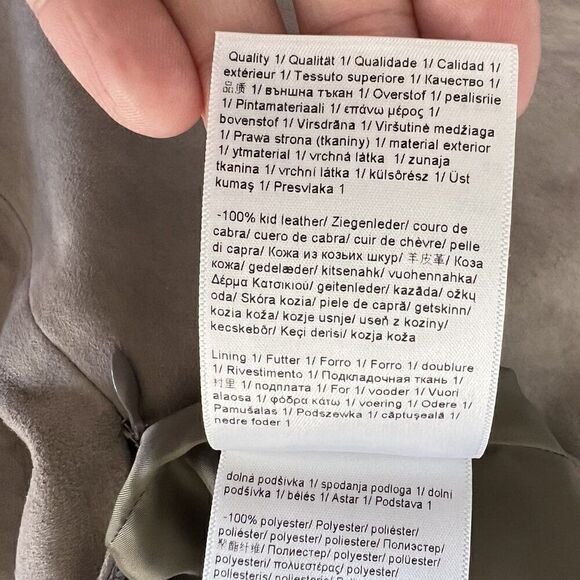 Quality 1/ Qualität 1/ Qualidade 1/ Calidad 1/
extérieur 1/ Tessuto superiore 1/ Качество 1/
品质 1/ външна тъкан 1/ Overstof 1/ pealisriie
1/ Pintamateriaali 1/ επάνω μέρος 1/
bovenstof 1/ Virsdrāna 1/ Viršutinė medžiaga
1/ Prawa strona (tkaniny) 1/ material exterior
1/ ytmaterial 1/ vrchná látka 1/ zunaja
tkanina 1/ vrchní látka 1/ külsőrész 1/ Üst
kumaş 1/ Presvlaka 1
-100% kid leather/ Ziegenleder/ couro de
cabra/ cuero de cabra/ cuir de chèvre/ pelle
di capra/ Кожа из козьих шкур/ 羊皮革/ Коза
кожа/ gedelæder/ kitsenahk/ vuohennahka/
Δέρμα Κατσικιού/ geitenleder/ kazāda/ ožkų
oda/ Skóra kozia/ piele de capră/ getskinn/
kozia koža/ kozje usnje/ useň z koziny/
kecskebőr/ Keçi derisi/ kozja koža
Lining 1/ Futter 1/ Forro 1/ Forro 1/ doublure
1/ Rivestimento 1/ Подкладочная ткань 1/
衬里 1/ подплата 1/ For 1/ vooder 1/ Vuori
alaosa 1/ φόδρα κάτω 1/ voering 1/ Odere 1/
Pamušalas 1/ Podszewka 1/ căptușeală 1/
nedre foder 1
dolná podšívka 1/ spodanja podloga 1/ dolní
podšívka 1/ bélés 1/ Astar 1/ Podstava 1
-100% polyester/ Polyester/ poliéster/
poliéster/ polyester/ poliestere/ Полиэстер/
聚酯纤维/ Полиестер/ polyester/ polüester/
polyesteri/ πολυεστέρας/ polyester/